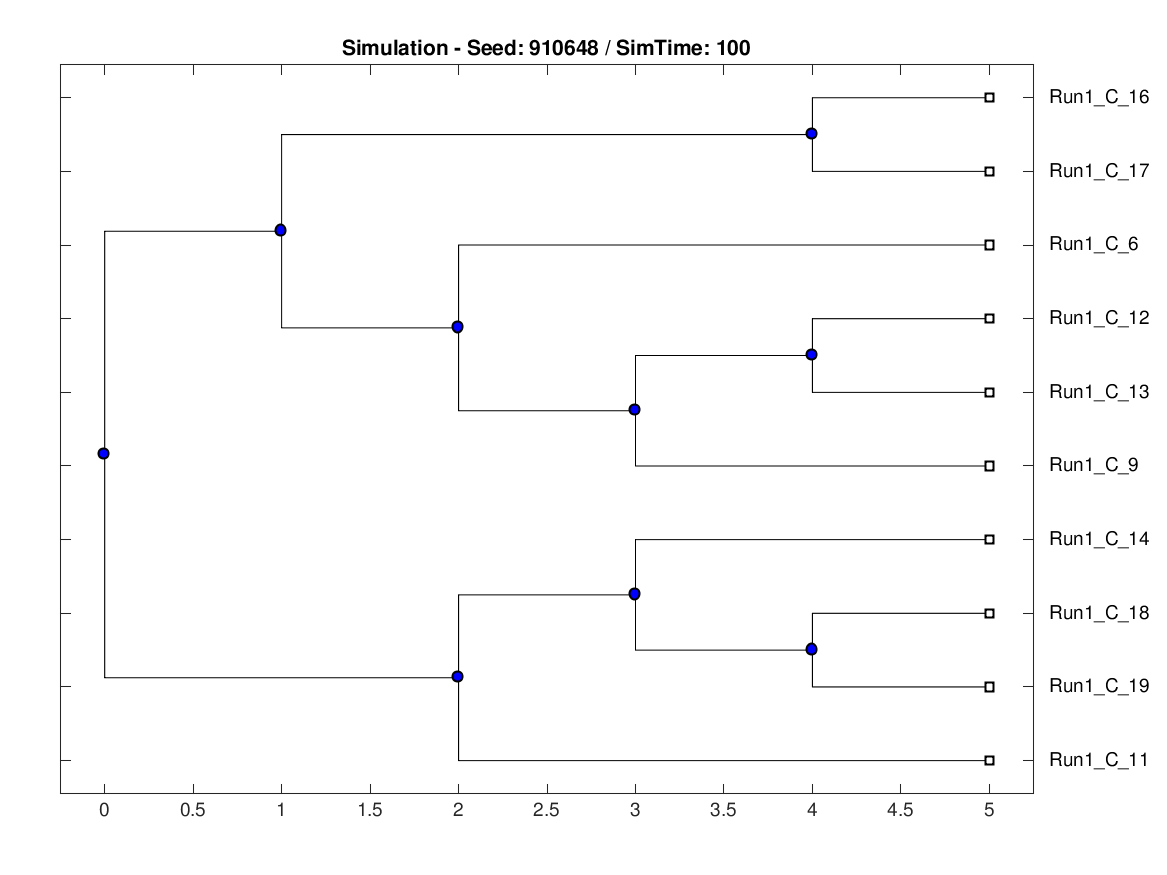 Simulation - Seed: 910648 / SimTime: 100
Run1_C_16
Run1_C_17
Run1_C_6
Run1_C_12
Run1_C_13
Run1_C_9
Run1_C_14
Run1_C_18
Run1_C_19
Run1_C_11
0 0.5 1 1.5 2 2.5 3 3.5 4 4.5 5